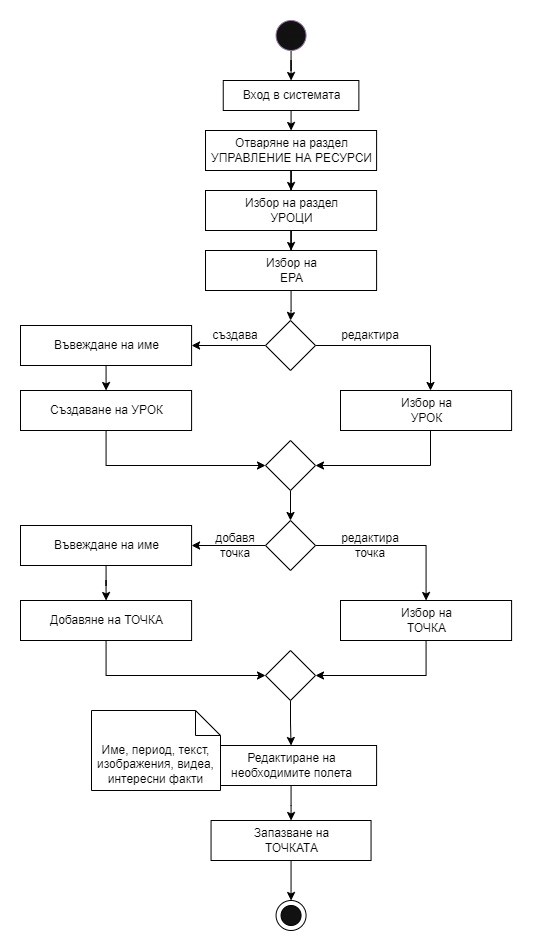 Вход в системата
Отваряне на раздел
УПРАВЛЕНИЕ НА РЕСУРСИ
Избор на раздел
УРОЦИ
Избор на
ЕРА
създава
редактира
Въвеждане на име
Създаване на УРОК
Избор на
УРОК
добавя
точка
редактира
точка
Въвеждане на име
Добавяне на ТОЧКА
Избор на
ТОЧКА
Име, период, текст,
изображения, видеа,
интересни факти
Редактиране на
необходимите полета
Запазване на
ТОЧКАТА